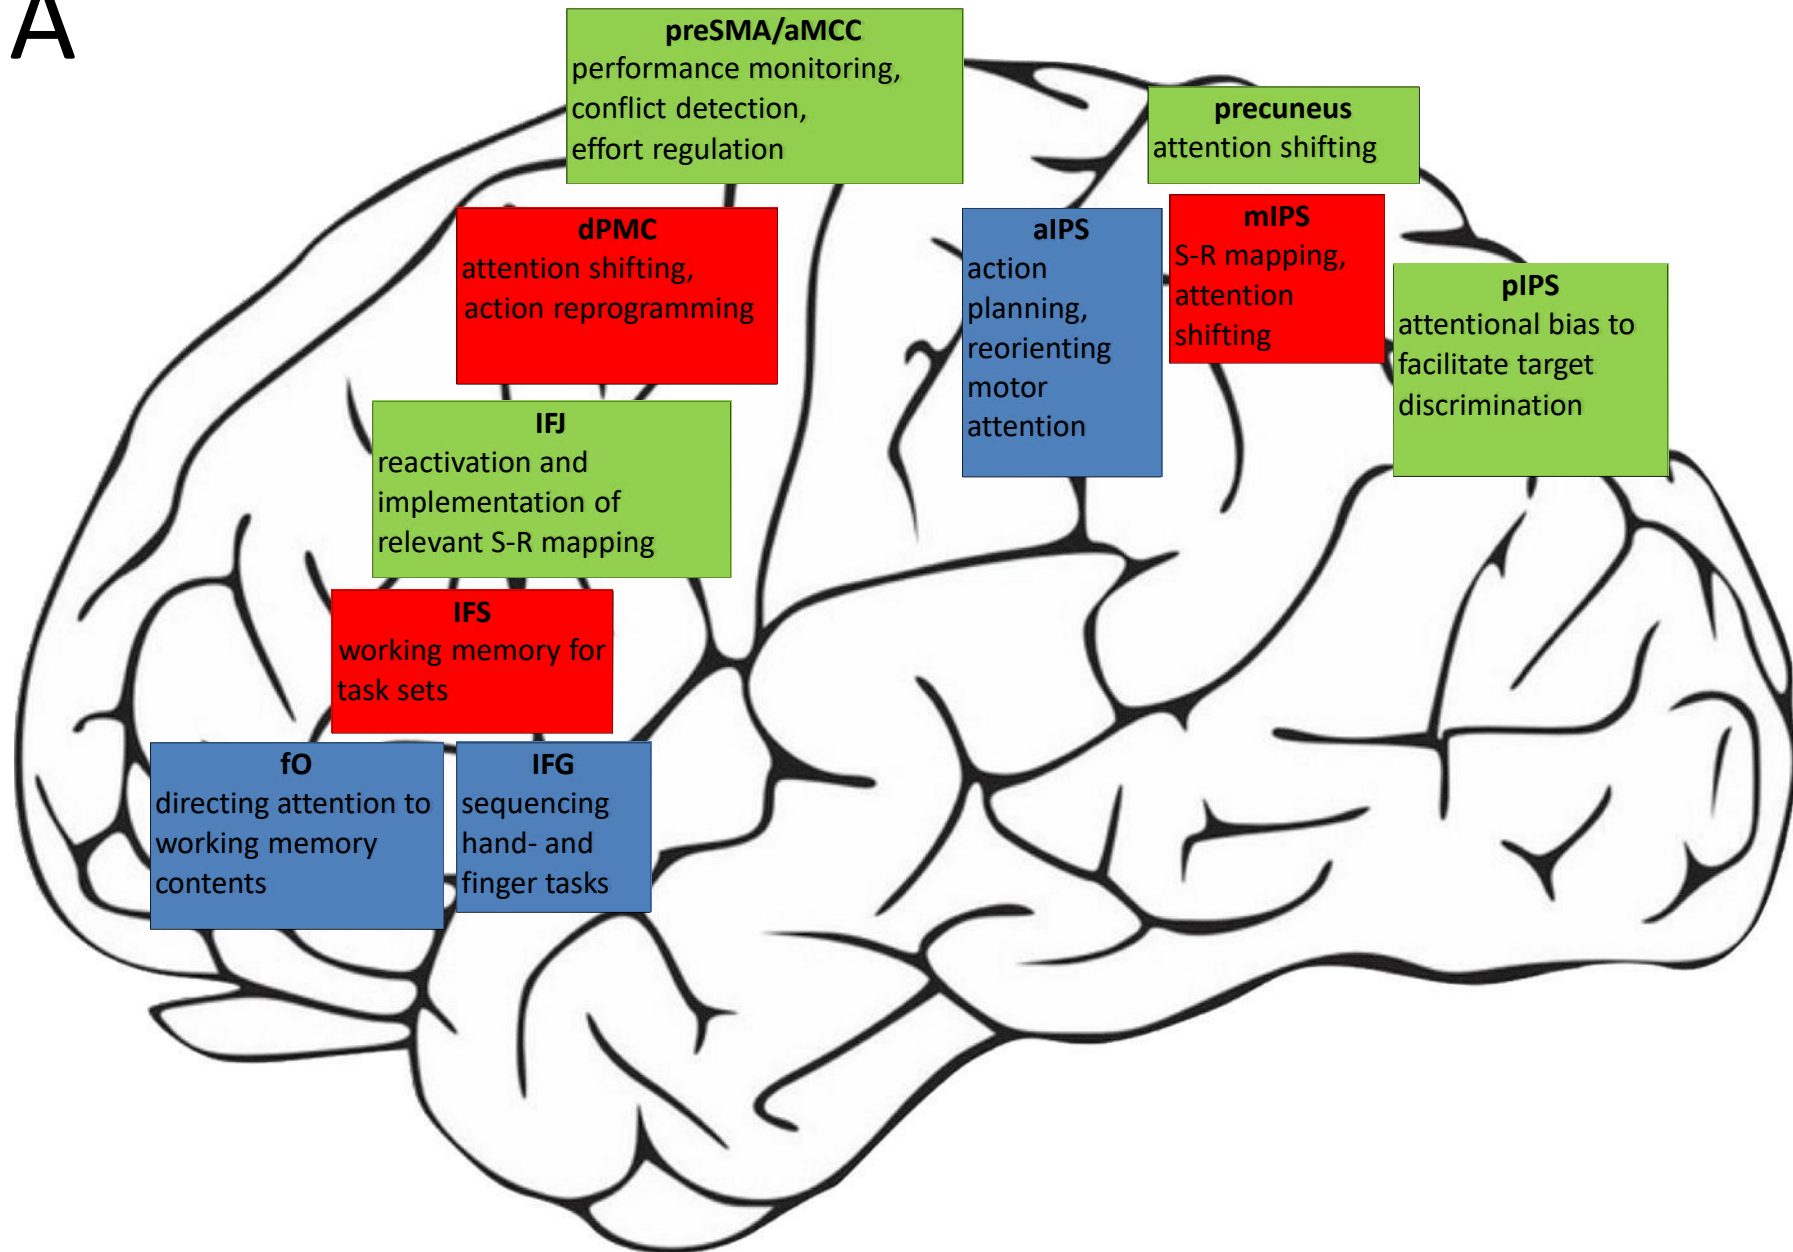 A
preSMA/aMCC
performance monitoring,
conflict detection,
effort regulation
precuneus
attention shifting
dPMC
attention shifting,
action reprogramming
aIPS
action
planning,
reorienting
motor
attention
mIPS
S-R mapping,
attention
shifting
pIPS
attentional bias to
facilitate target
discrimination
IFJ
reactivation and
implementation of
relevant S-R mapping
IFS
working memory for
task sets
fO
directing attention to
working memory
contents
IFG
sequencing
hand- and
finger tasks